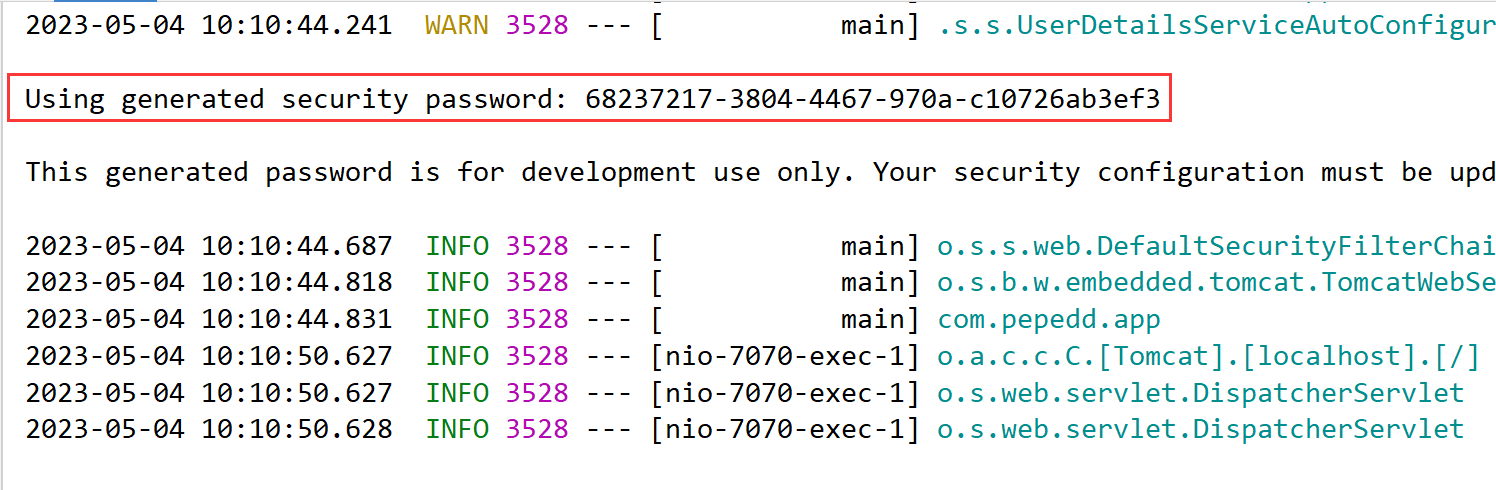 2023-05-04 10:10:44.241  WARN 3528 --- [           main] .s.s.UserDetailsServiceAutoConfigur
Using generated security password: 68237217-3804-4467-970a-c10726ab3ef3
This generated password is for development use only. Your security configuration must be upd
2023-05-04 10:10:44.687  INFO 3528 --- [           main] o.s.s.web.DefaultSecurityFilterChai
2023-05-04 10:10:44.818  INFO 3528 --- [           main] o.s.b.w.embedded.tomcat.TomcatWebSe
2023-05-04 10:10:44.831  INFO 3528 --- [           main] com.pepedd.app
2023-05-04 10:10:50.627  INFO 3528 --- [nio-7070-exec-1] o.a.c.c.C.[Tomcat].[localhost].[/]
2023-05-04 10:10:50.627  INFO 3528 --- [nio-7070-exec-1] o.s.web.servlet.DispatcherServlet
2023-05-04 10:10:50.628  INFO 3528 --- [nio-7070-exec-1] o.s.web.servlet.DispatcherServlet